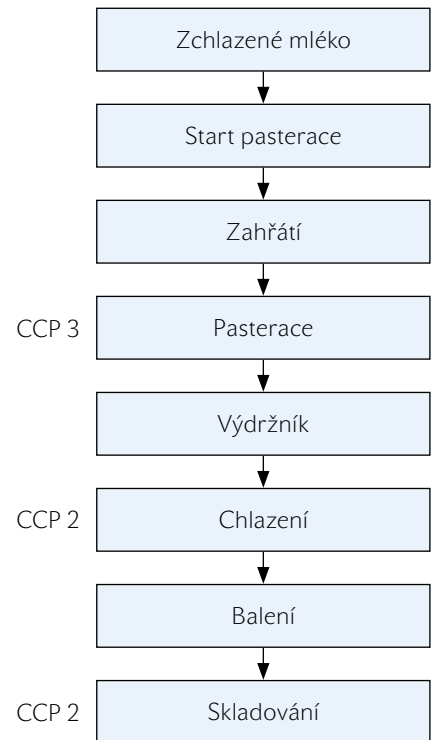 Zchlazené mléko
Start pasterace
Zahřátí
CCP 3 Pasterace
Výdržník
CCP 2 Chlazení
Balení
CCP 2 Skladování